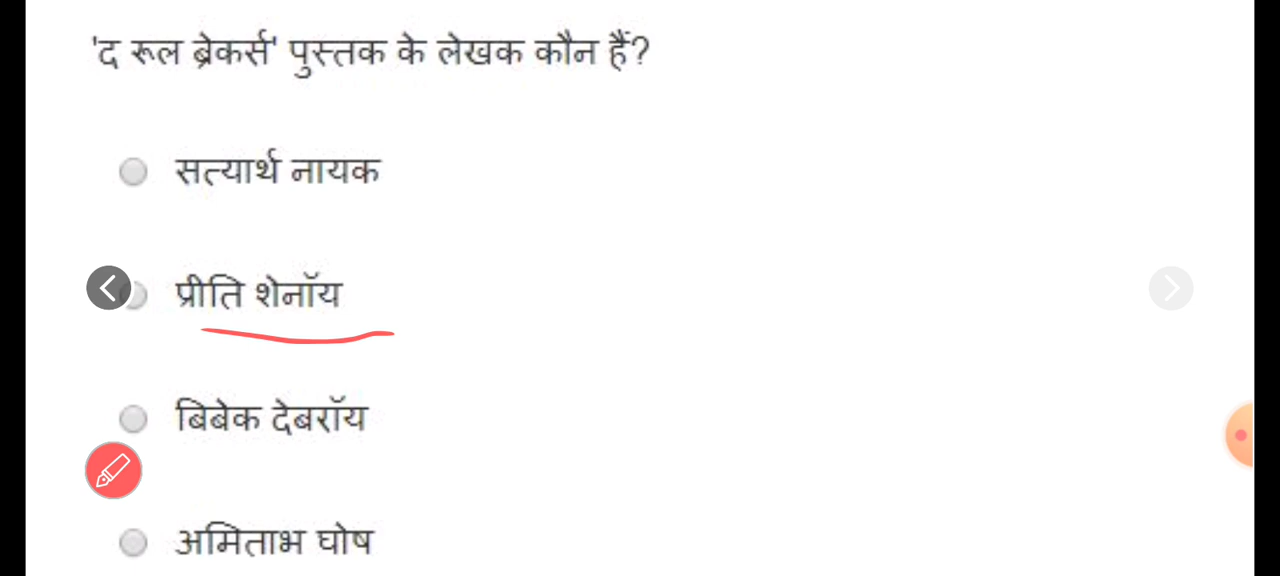 'द रूल ब्रेकर्स' पुस्तक के लेखक कौन हैं?
सत्यार्थ नायक
प्रीति शेनॉय
बिबेक देबरॉय
अमिताभ घोष